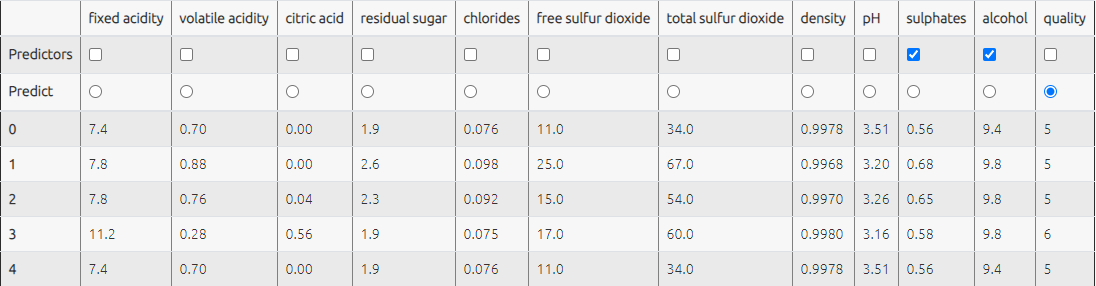 fixed acidity volatile acidity citric acid residual sugar chlorides free sulfur dioxide total sulfur dioxide density pH sulphates alcohol quality
Predictors
Predict
0 7.4 0.70 0.00 1.9 0.076 11.0 34.0 0.9978 3.51 0.56 9.4 5
1 7.8 0.88 0.00 2.6 0.098 25.0 67.0 0.9968 3.20 0.68 9.8 5
2 7.8 0.76 0.04 2.3 0.092 15.0 54.0 0.9970 3.26 0.65 9.8 5
3 11.2 0.28 0.56 1.9 0.075 17.0 60.0 0.9980 3.16 0.58 9.8 6
4 7.4 0.70 0.00 1.9 0.076 11.0 34.0 0.9978 3.51 0.56 9.4 5